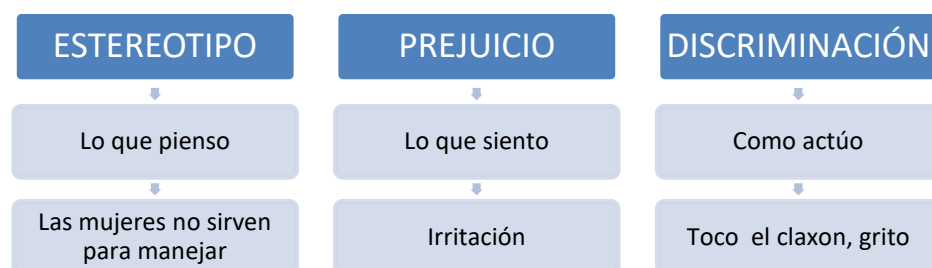 ESTEREOTIPO
Lo que pienso
Las mujeres no sirven
para manejar
PREJUICIO
Lo que siento
Irritación
DISCRIMINACIÓN
Como actúo
Toco el claxon, grito